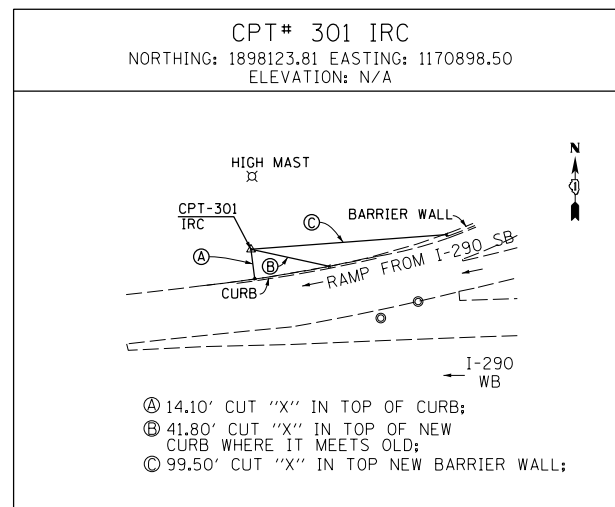 CPT# 301 IRC
NORTHING: 1898123.81 EASTING: 1170898.50
ELEVATION: N/A
HIGH MAST
N
CPT-301
IRC
BARRIER WALL
C
A
B
RAMP FROM I-290 SB
CURB
I-290
WB
A 14.10' CUT "X" IN TOP OF CURB;
B 41.80' CUT "X" IN TOP OF NEW
CURB WHERE IT MEETS OLD;
C 99.50' CUT "X" IN TOP NEW BARRIER WALL;